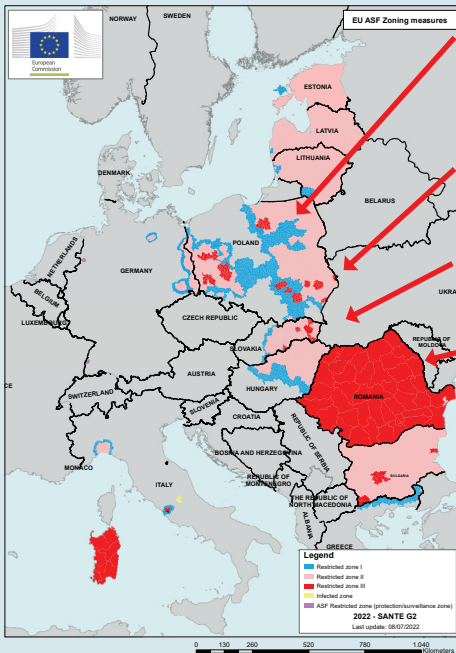 NORWAY
SWEDEN
EU ASF Zoning measures
European
Commission
ESTONIA
LATVIA
LITHUANIA
DENMARK
BELARUS
NETHERLANDS
POLAND
GERMANY
BELGIUM
UKRA
LUXEMBOURG
CZECH REPUBLIC
SLOVAKIA
REPUBLIC OF
MOLDOVA
CE
AUSTRIA
HUNGARY
SWITZERLAND
ROMANIA
SLOVENIA
CROATIA
REPUBLIC OF SERBIA
BOSNIA AND HERZEGOVINA
MONACO
ITALY
REPUBLIC OF
MONTENEGRO
BULGARIA
THE REPUBLIC OF
NORTH MACEDONIA
ALBANIA
GREECE
Legend
Restricted zone I
Restricted zone II
Restricted zone III
Infected zone
ASF Restricted zone (protection/surveillance zone)
2022 - SANTE G2
Last update: 08/07/2022
0 130 260 520 780 1.040
Kilometers